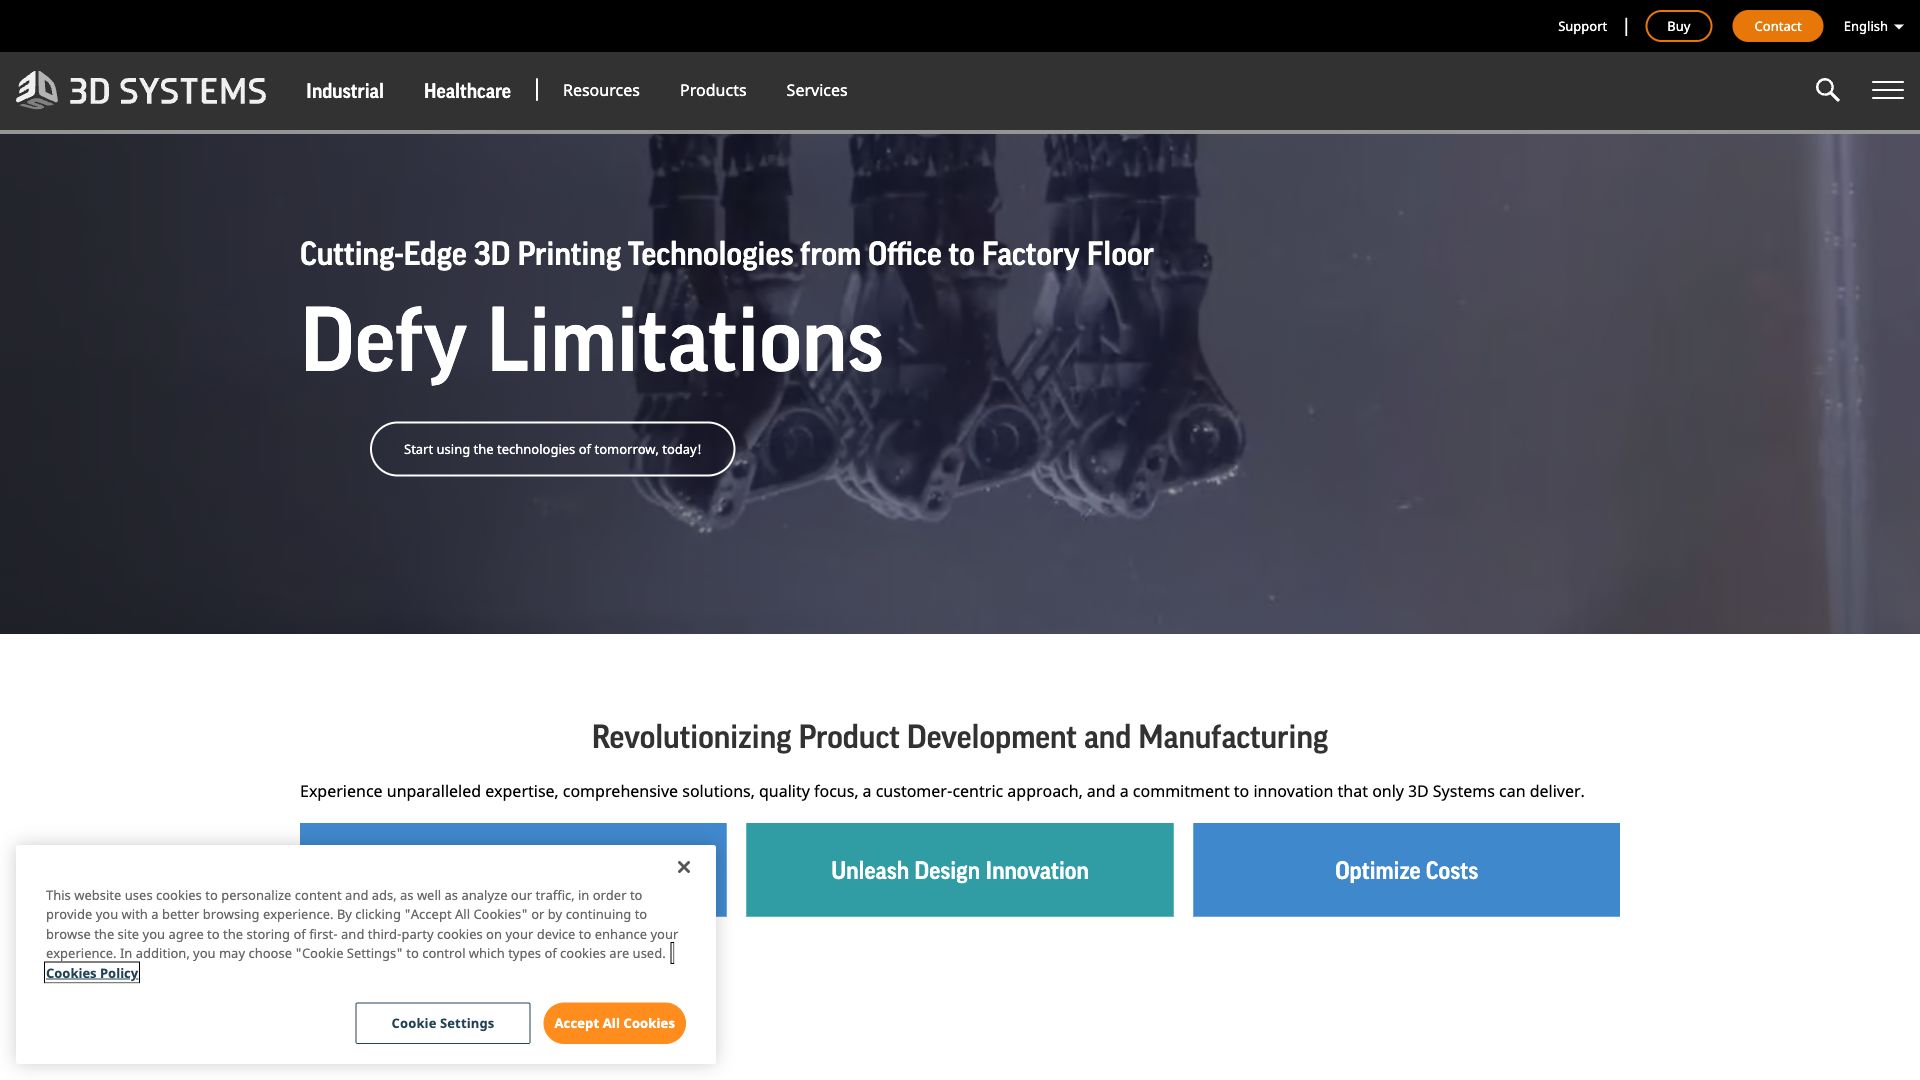 Support
Buy
Contact
English
3D SYSTEMS
Industrial
Healthcare
Resources
Products
Services
Cutting-Edge 3D Printing Technologies from Office to Factory Floor
Defy Limitations
Start using the technologies of tomorrow, today!
Revolutionizing Product Development and Manufacturing
Experience unparalleled expertise, comprehensive solutions, quality focus, a customer-centric approach, and a commitment to innovation that only 3D Systems can deliver.
Unleash Design Innovation
Optimize Costs
This website uses cookies to personalize content and ads, as well as analyze our traffic, in order to
provide you with a better browsing experience. By clicking "Accept All Cookies" or by continuing to
browse the site you agree to the storing of first- and third-party cookies on your device to enhance your
experience. In addition, you may choose "Cookie Settings" to control which types of cookies are used.
Cookies Policy
Cookie Settings
Accept All Cookies